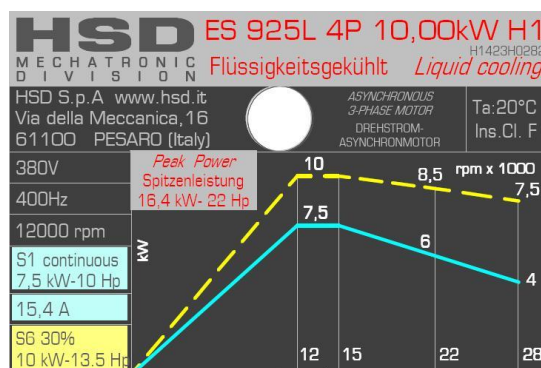 HSD
MECHATRONIC
DIVISION
ES 925L 4P 10,00kW H1
H1423H0282
Flüssigkeitsgekühlt Liquid cooling
HSD S.p.A www.hsd.it
Via della Meccanica,16
61100 PESARO (Italy)
ASYNCHRONOUS
3-PHASE MOTOR
DREHSTROM-
ASYNCHRONMOTOR
Ta:20°C
Ins.Cl. F
380V
400Hz
12000 rpm
S1 continuous
7,5 kW-10 Hp
15,4 A
S6 30%
10 kW-13.5 Hp
Peak Power
Spitzenleistung
16,4 kW- 22 Hp
kW
rpm x 1000
10
8,5
7,5
7,5
6
4
12 15 22 28